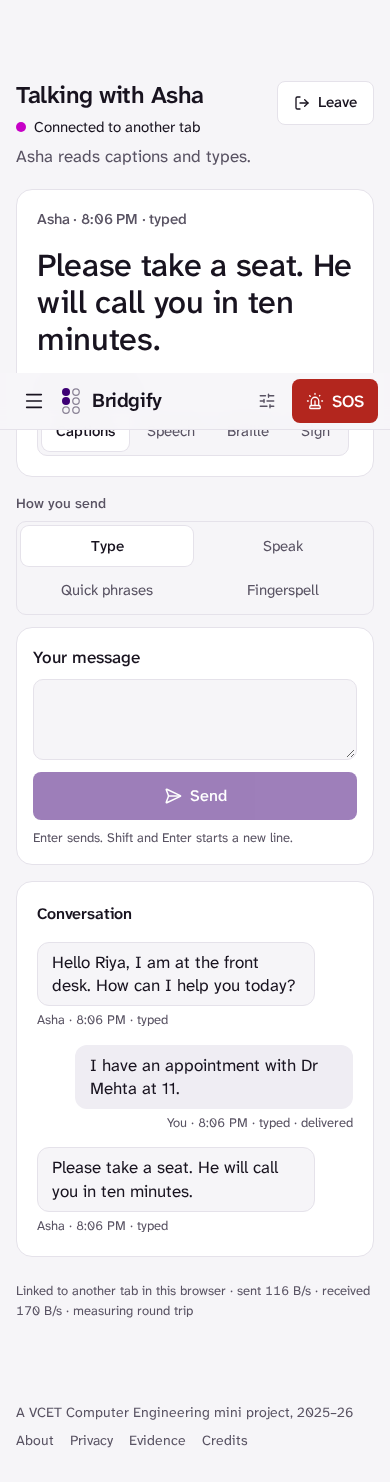 Talking with Asha
Leave
Connected to another tab
Asha reads captions and types.
Asha · 8:06 PM · typed
Please take a seat. He
will call you in ten
minutes.
Bridgify
SOS
Captions Speech Braille Sign
How you send
Type Speak
Quick phrases Fingerspell
Your message
Send
Enter sends. Shift and Enter starts a new line.
Conversation
Hello Riya, I am at the front
desk. How can I help you today?
Asha · 8:06 PM · typed
I have an appointment with Dr
Mehta at 11.
You · 8:06 PM · typed · delivered
Please take a seat. He will call
you in ten minutes.
Asha · 8:06 PM · typed
Linked to another tab in this browser · sent 116 B/s · received
170 B/s · measuring round trip
A VCET Computer Engineering mini project, 2025–26
About Privacy Evidence Credits